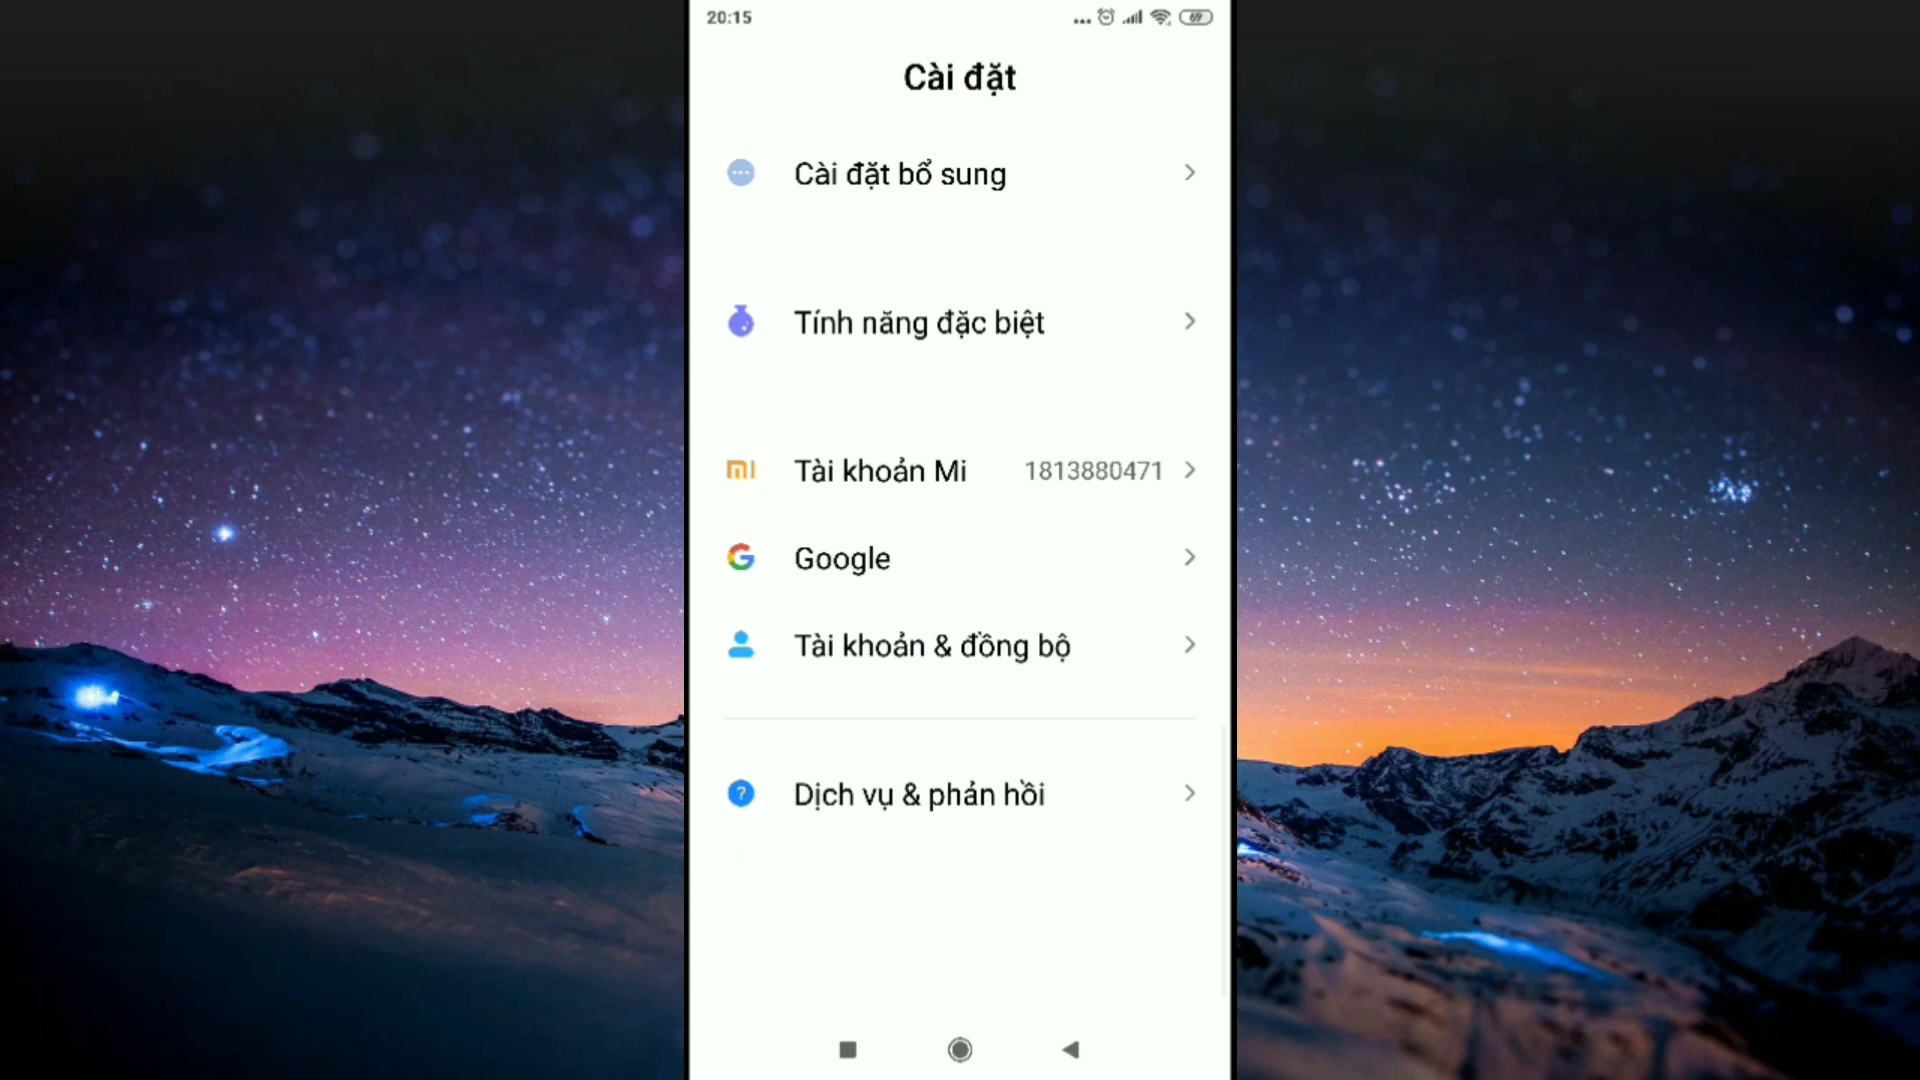 20:15
69
Cài đặt
Cài đặt bổ sung
Tính năng đặc biệt
Tài khoản Mi 1813880471
Google
Tài khoản & đồng bộ
Dịch vụ & phản hồi